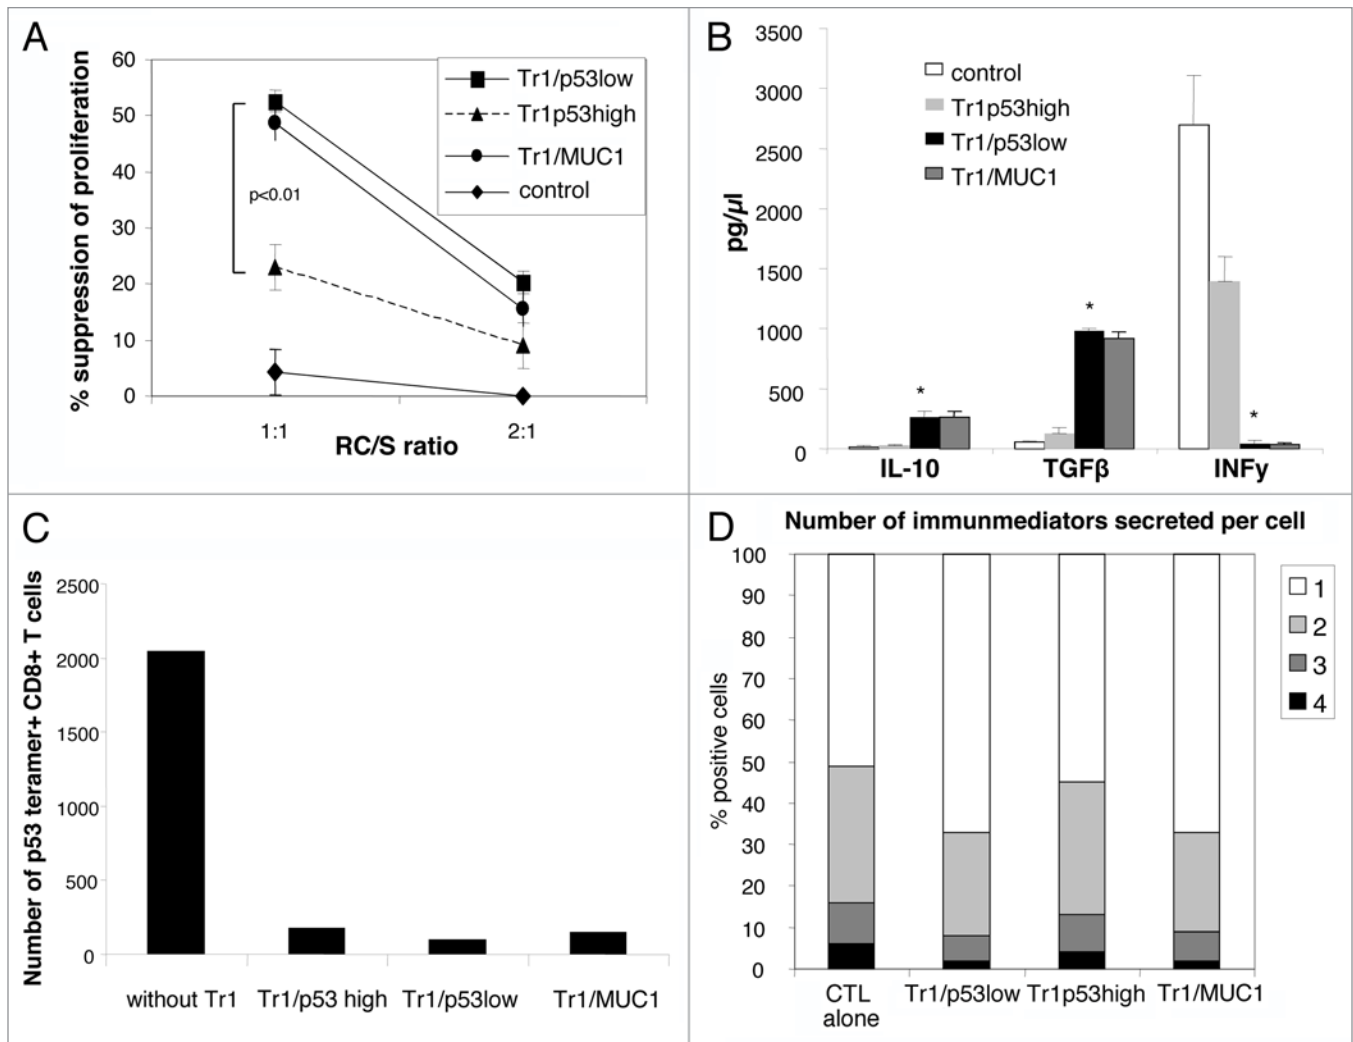 A
% suppression of proliferation
60
50
40
30
20
10
0
p<0.01
Tr1/p53low
Tr1p53high
Tr1/MUC1
control
1:1
2:1
RC/S ratio
B
pg/µl
3500
3000
2500
2000
1500
1000
500
0
control
Tr1p53high
Tr1/p53low
Tr1/MUC1
*
*
*
IL-10
TGFβ
INFy
C
Number of p53 teramer+ CD8+ T cells
2500
2000
1500
1000
500
0
without Tr1
Tr1/p53 high
Tr1/p53low
Tr1/MUC1
D
Number of immunmediators secreted per cell
% positive cells
100
90
80
70
60
50
40
30
20
10
0
1
2
3
4
CTL
alone
Tr1/p53low
Tr1p53high
Tr1/MUC1